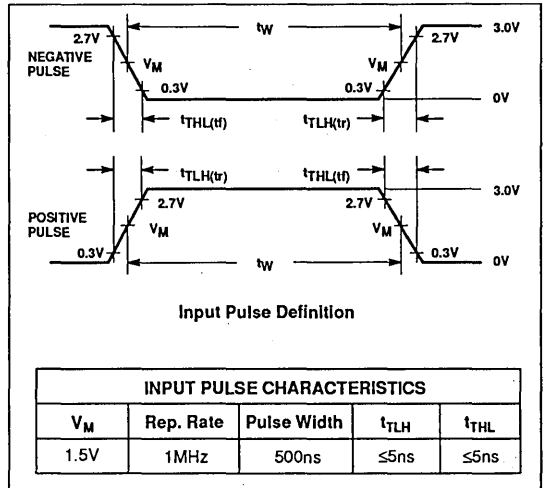 tW
2.7V 2.7V 3.0V
NEGATIVE
PULSE
VM VM
0.3V 0.3V
0V
tTHL(tf) tTLH(tr)
tTLH(tr) tTHL(tf)
3.0V
2.7V 2.7V
POSITIVE
PULSE
VM VM
0.3V 0.3V
tW 0V
Input Pulse Definition
INPUT PULSE CHARACTERISTICS
VM Rep. Rate Pulse Width tTLH tTHL
1.5V 1MHz 500ns ≤5ns ≤5ns